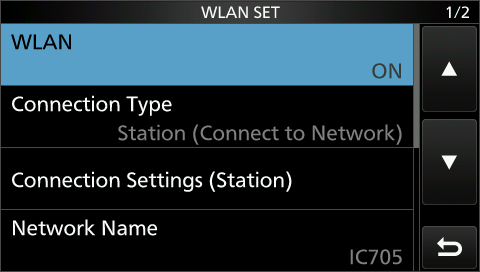 WLAN SET 1/2
WLAN
ON
Connection Type
Station (Connect to Network)
Connection Settings (Station)
Network Name
IC705